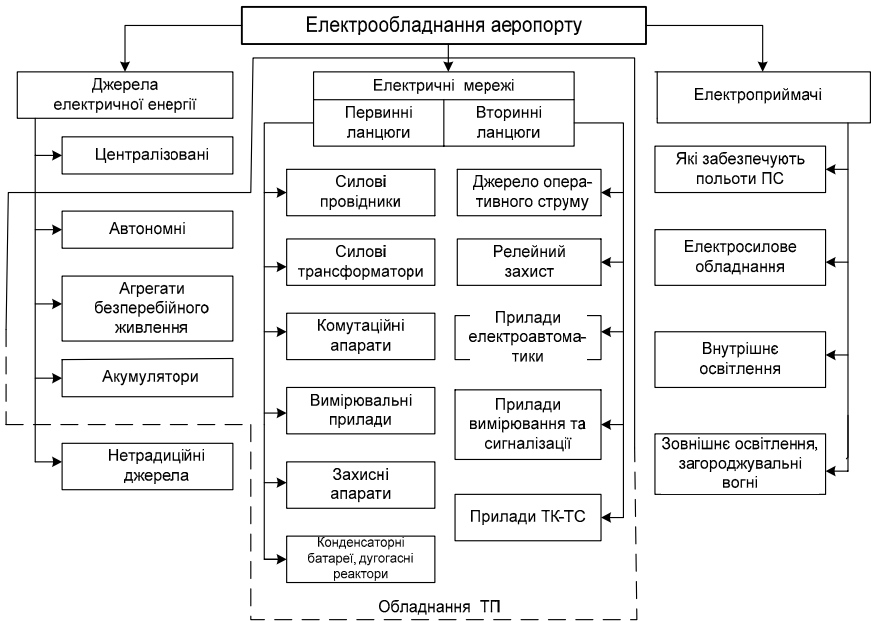 Електрообладнання аеропорту
Джерела
електричної енергії
Централізовані
Автономні
Агрегати
безперебійного
живлення
Акумулятори
Нетрадиційні
джерела
Електричні мережі
Первинні
ланцюги
Вторинні
ланцюги
Силові
провідники
Силові
трансформатори
Комутаційні
апарати
Вимірювальні
прилади
Захисні
апарати
Конденсаторні
батареї, дугогасні
реактори
Джерело опера-
тивного струму
Релейний
захист
Прилади
електроавтома-
тики
Прилади
вимірювання та
сигналізації
Прилади ТК-ТС
Обладнання ТП
Електроприймачі
Які забезпечують
польоти ПС
Електросилове
обладнання
Внутрішнє
освітлення
Зовнішнє освітлення,
загороджувальні
вогні